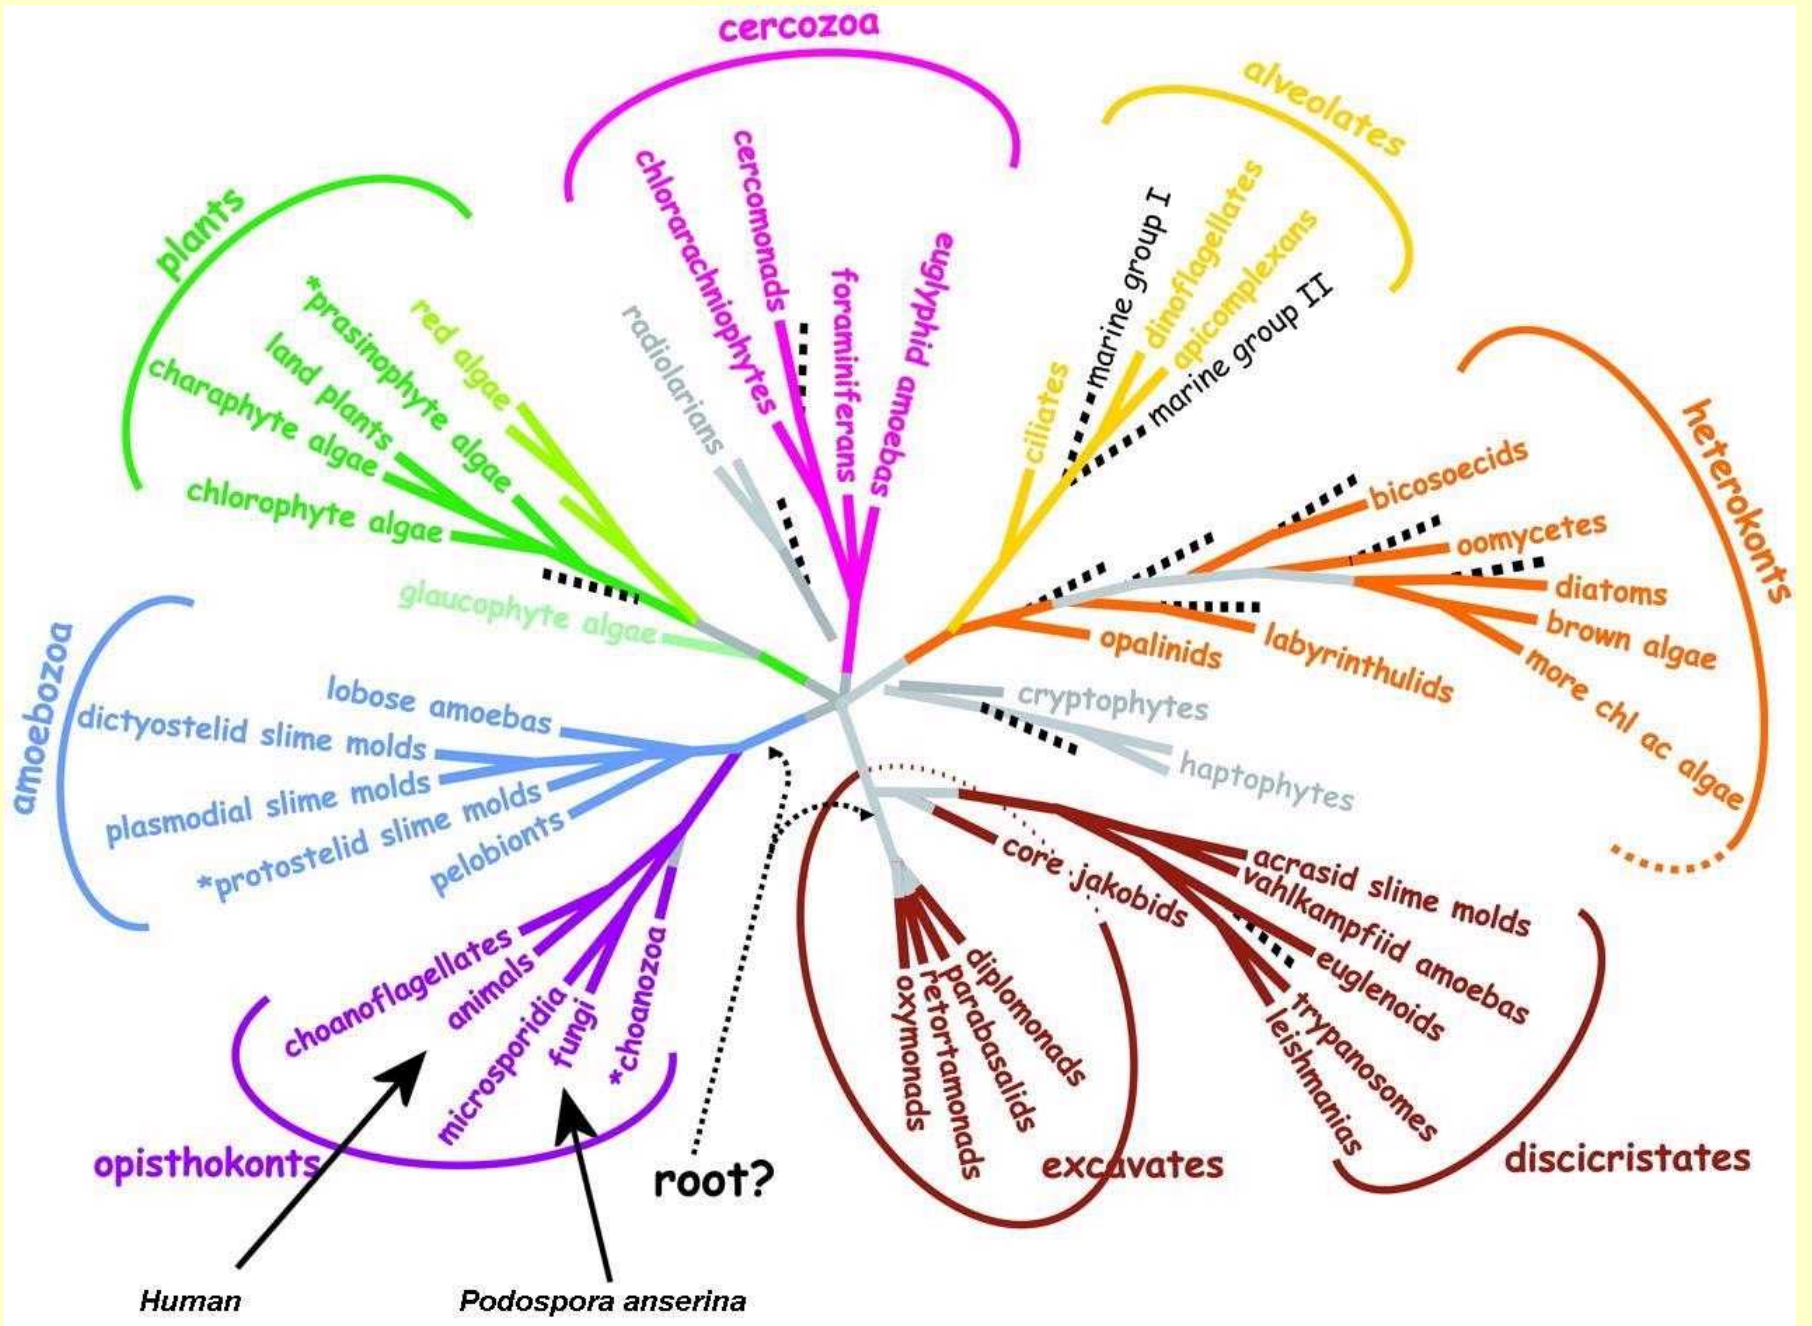 cercozoa
alveolates
plants
heterokonts
amoebozoa
opisthokonts
excavates
discicristates
chlorarachniophytes
cercomonads
foraminiferans
euglyphid amoebas
radiolarians
ciliates
marine group I
dinoflagellates
apicomplexans
marine group II
bicosoecids
oomycetes
diatoms
brown algae
more chl ac algae
labyrinthulids
opalinids
cryptophytes
haptophytes
red algae
*prasinophyte algae
land plants
charaphyte algae
chlorophyte algae
glaucophyte algae
lobose amoebas
dictyostelid slime molds
plasmodial slime molds
*protostelid slime molds
pelobionts
choanoflagellates
animals
microsporidia
fungi
*choanozoa
root?
core jakobids
acrasid slime molds
vahlkampfiid amoebas
euglenoids
trypanosomes
leishmanias
diplomonads
parabasalids
retortamonads
oxymonads
Human
Podospora anserina